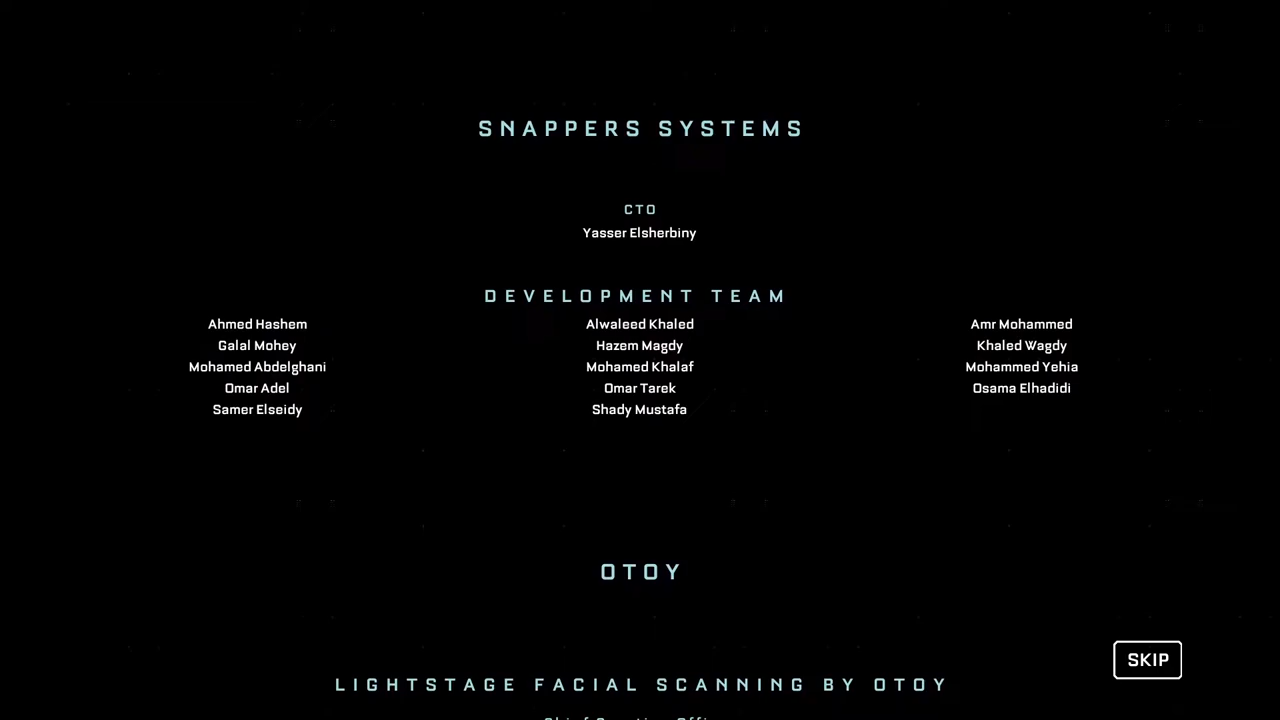 SNAPPERS SYSTEMS
CTO
Yasser Elsherbiny
DEVELOPMENT TEAM
Ahmed Hashem Alwaleed Khaled Amr Mohammed
Galal Mohey Hazem Magdy Khaled Wagdy
Mohamed Abdelghani Mohamed Khalaf Mohammed Yehia
Omar Adel Omar Tarek Osama Elhadidi
Samer Elseidy Shady Mustafa
OTOY
SKIP
LIGHTSTAGE FACIAL SCANNING BY OTOY